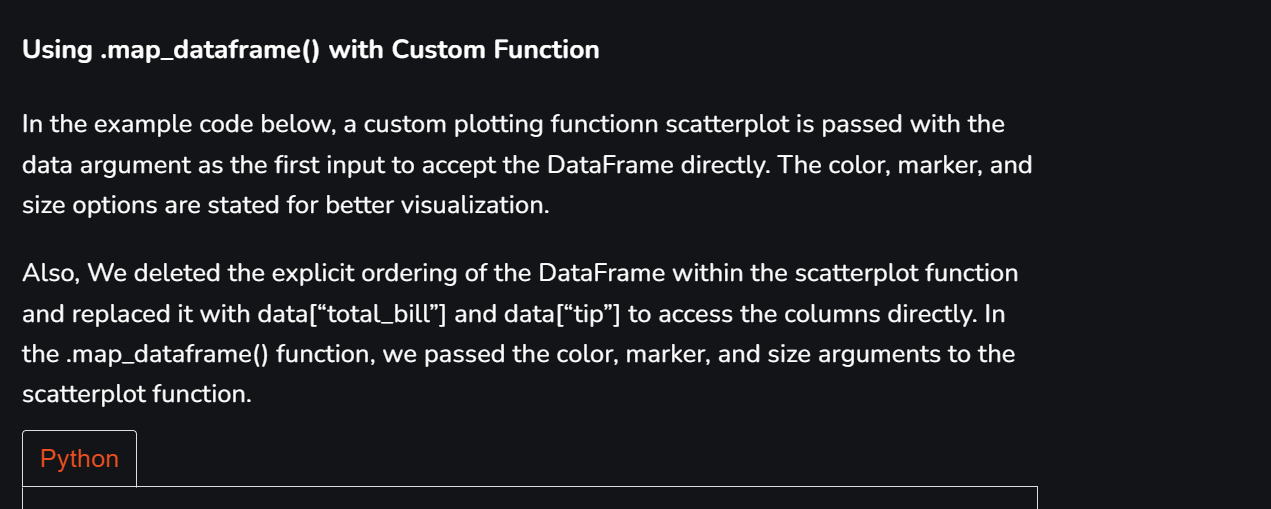 Using .map_dataframe() with Custom Function
In the example code below, a custom plotting functionn scatterplot is passed with the
data argument as the first input to accept the DataFrame directly. The color, marker, and
size options are stated for better visualization.
Also, We deleted the explicit ordering of the DataFrame within the scatterplot function
and replaced it with data[“total_bill”] and data[“tip”] to access the columns directly. In
the .map_dataframe() function, we passed the color, marker, and size arguments to the
scatterplot function.
Python